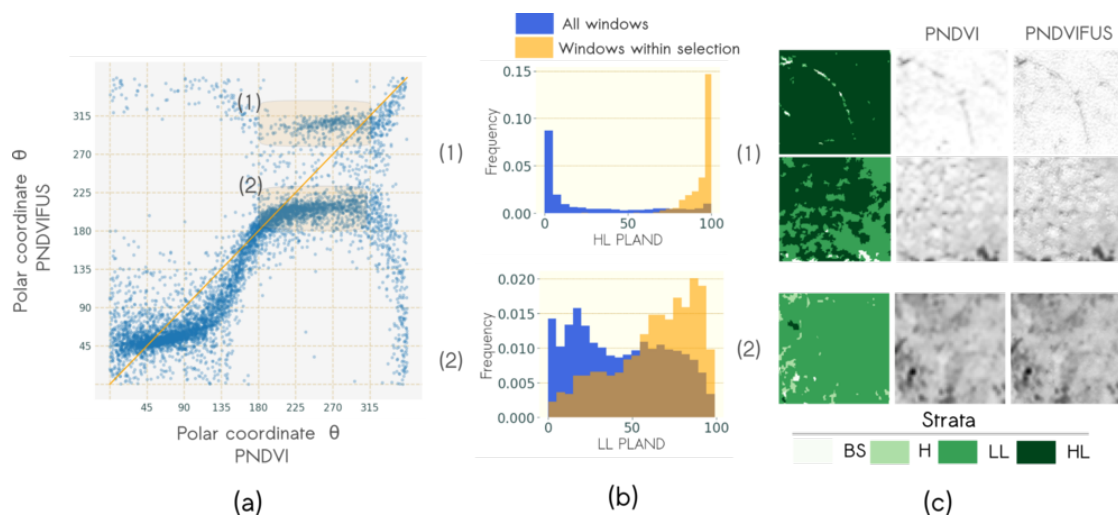 All windows
Windows within selection
PNDVI PNDVIFUS
315
270
225
180
135
90
45
(1)
(2)
45 90 135 180 225 270 315
Polar coordinate θ
PNDVIFUS
Polar coordinate θ
PNDVI
(a)
(1)
0.15
0.10
0.05
0.00
Frequency
0 50 100
HL PLAND
(2)
0.020
0.015
0.010
0.005
0.000
Frequency
0 50 100
LL PLAND
(b)
(1)
(2)
Strata
BS H LL HL
(c)